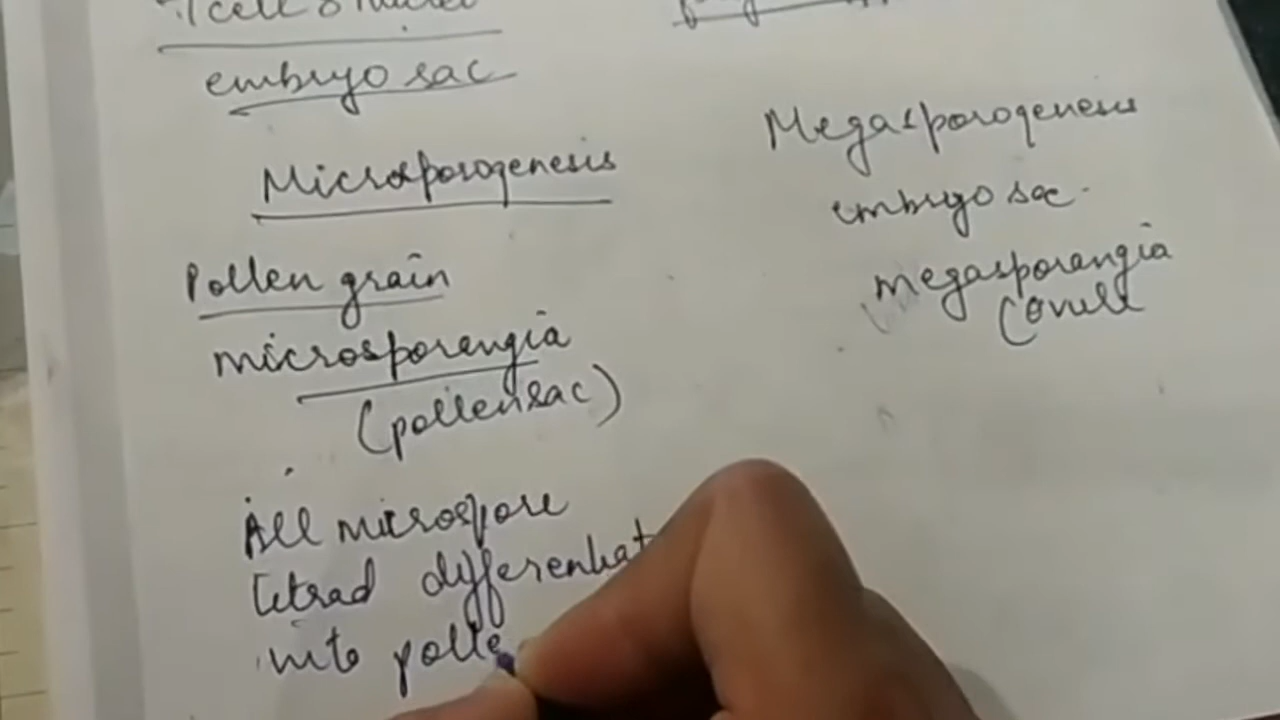 embryo sac
Microsporogenesis
Pollen grain
microsporangia
(pollensac)
All microspore
tetrad differentiat
into polle
Megasporogenesis
embryo sac
megasporangia
(ovule